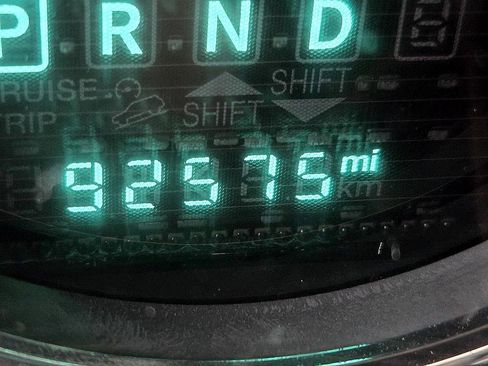 P R N D
CRUISE SHIFT
TRIP SHIFT
92575 mi
km